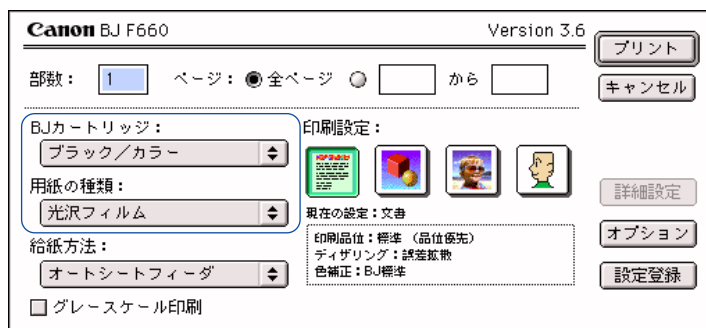 Canon BJ F660
Version 3.6
プリント
部数： 1 ページ： 全ページ から
キャンセル
BJカートリッジ：
ブラック／カラー
用紙の種類：
光沢フィルム
給紙方法：
オートシートフィーダ
グレースケール印刷
印刷設定：
現在の設定：文書
印刷品位：標準 （品位優先）
ディザリング：誤差拡散
色補正：BJ標準
詳細設定
オプション
設定登録